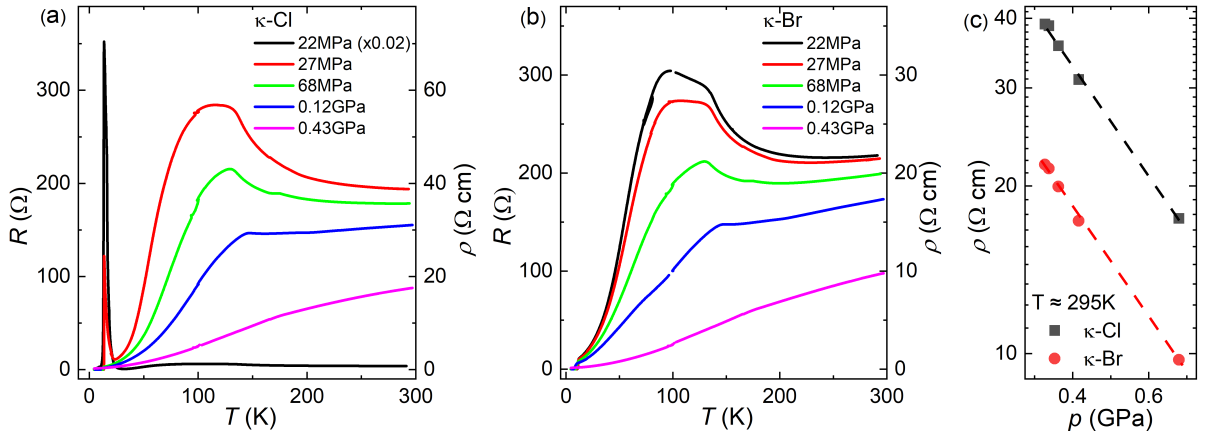 (a)
κ-Cl
22MPa (x0.02)
27MPa
68MPa
0.12GPa
0.43GPa
300
200
100
0
R (Ω)
60
40
20
0
ρ (Ω cm)
0 50 100 150 200 250 300
T (K)
(b)
κ-Br
22MPa
27MPa
68MPa
0.12GPa
0.43GPa
300
200
100
0
R (Ω)
30
20
10
0
ρ (Ω cm)
0 100 200 300
T (K)
(c)
40
30
20
10
ρ (Ω cm)
T ≈ 295K
κ-Cl
κ-Br
0.4 0.6
p (GPa)